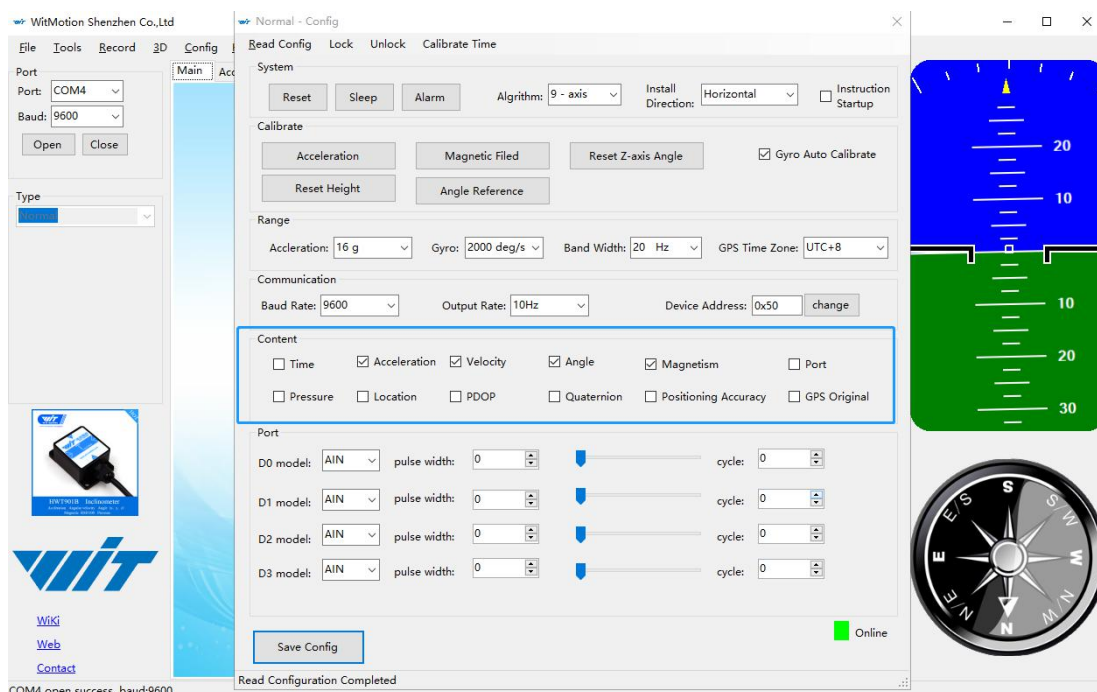 WitMotion Shenzhen Co.,Ltd
File Tools Record 3D Config
Port
Port: COM4
Baud: 9600
Open Close
Type
Normal
HWT901B Inclinometer
WiT
WiKi
Web
Contact
COM4 open success, baud:9600
Main Acc
Normal - Config
Read Config Lock Unlock Calibrate Time
System
Reset Sleep Alarm Algrithm: 9 - axis Install Direction: Horizontal Instruction Startup
Calibrate
Acceleration Magnetic Filed Reset Z-axis Angle Gyro Auto Calibrate
Reset Height Angle Reference
Range
Accleration: 16 g Gyro: 2000 deg/s Band Width: 20 Hz GPS Time Zone: UTC+8
Communication
Baud Rate: 9600 Output Rate: 10Hz Device Address: 0x50 change
Content
Time Acceleration Velocity Angle Magnetism Port
Pressure Location PDOP Quaternion Positioning Accuracy GPS Original
Port
D0 model: AIN pulse width: 0 cycle: 0
D1 model: AIN pulse width: 0 cycle: 0
D2 model: AIN pulse width: 0 cycle: 0
D3 model: AIN pulse width: 0 cycle: 0
Save Config Online
Read Configuration Completed
20
10
10
20
30
S
S/W
W
N/W
N
N/E
E
E/S